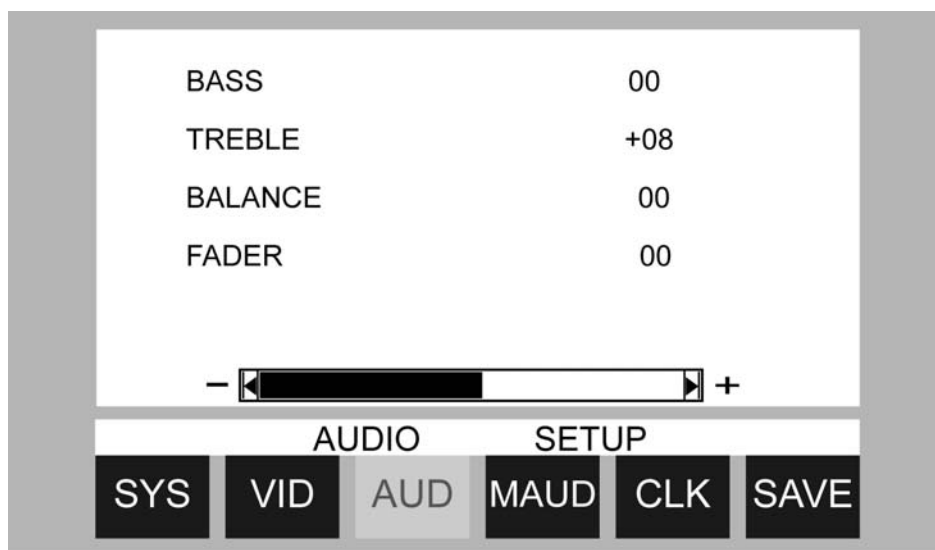 BASS 00
TREBLE +08
BALANCE 00
FADER 00
− +
AUDIO SETUP
SYS VID AUD MAUD CLK SAVE